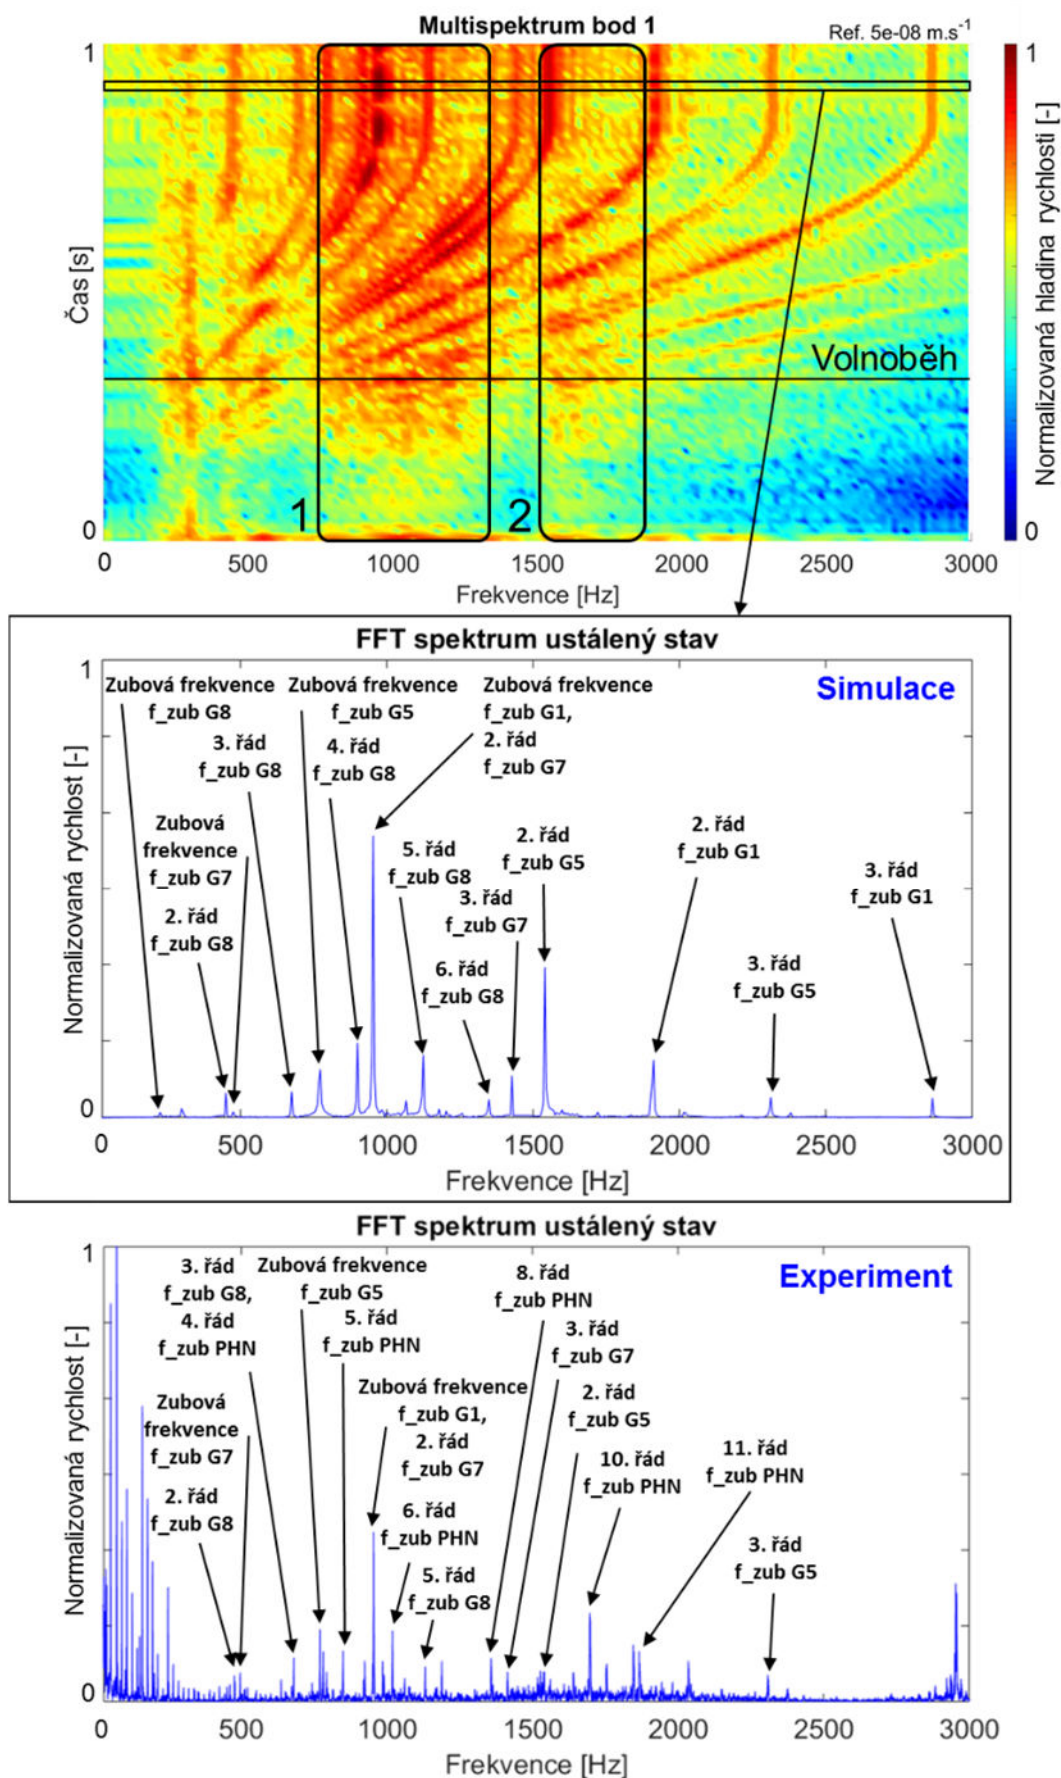 Multispektrum bod 1
Ref. 5e-08 m.s⁻¹
1
Čas [s]
0
Volnoběh
1
2
0 500 1000 1500 2000 2500 3000
Frekvence [Hz]
1
0
Normalizovaná hladina rychlosti [-]
FFT spektrum ustálený stav
Simulace
1
Normalizovaná rychlost [-]
0
Zubová frekvence
f_zub G8
Zubová frekvence
f_zub G5
Zubová frekvence
f_zub G1,
2. řád
f_zub G7
3. řád
f_zub G8
4. řád
f_zub G8
Zubová
frekvence
f_zub G7
2. řád
f_zub G8
5. řád
f_zub G8
3. řád
f_zub G7
6. řád
f_zub G8
2. řád
f_zub G5
2. řád
f_zub G1
3. řád
f_zub G5
3. řád
f_zub G1
0 500 1000 1500 2000 2500 3000
Frekvence [Hz]
FFT spektrum ustálený stav
Experiment
1
Normalizovaná rychlost [-]
0
3. řád
f_zub G8,
4. řád
f_zub PHN
Zubová frekvence
f_zub G5
5. řád
f_zub PHN
Zubová
frekvence
f_zub G7
2. řád
f_zub G8
Zubová frekvence
f_zub G1,
2. řád
f_zub G7
6. řád
f_zub PHN
5. řád
f_zub G8
8. řád
f_zub PHN
3. řád
f_zub G7
2. řád
f_zub G5
10. řád
f_zub PHN
11. řád
f_zub PHN
3. řád
f_zub G5
0 500 1000 1500 2000 2500 3000
Frekvence [Hz]